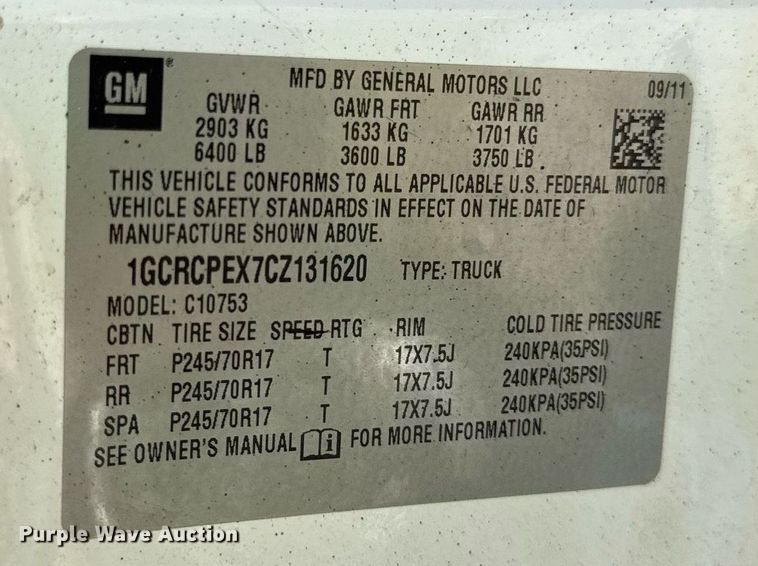 GM®
MFD BY GENERAL MOTORS LLC 09/11
GVWR GAWR FRT GAWR RR
2903 KG 1633 KG 1701 KG
6400 LB 3600 LB 3750 LB
THIS VEHICLE CONFORMS TO ALL APPLICABLE U.S. FEDERAL MOTOR
VEHICLE SAFETY STANDARDS IN EFFECT ON THE DATE OF
MANUFACTURE SHOWN ABOVE.
1GCRCPEX7CZ131620 TYPE: TRUCK
MODEL: C10753
CBTN TIRE SIZE SPEED RTG RIM COLD TIRE PRESSURE
FRT P245/70R17 T 17X7.5J 240KPA(35PSI)
RR P245/70R17 T 17X7.5J 240KPA(35PSI)
SPA P245/70R17 T 17X7.5J 240KPA(35PSI)
SEE OWNER'S MANUAL i FOR MORE INFORMATION.
Purple Wave Auction